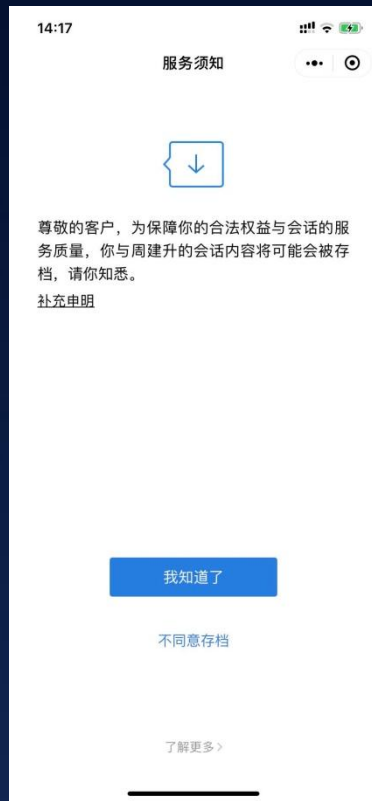 14:17
服务须知
尊敬的客户，为保障你的合法权益与会话的服
务质量，你与周建升的会话内容将可能会被存
档，请你知悉。
补充申明
我知道了
不同意存档
了解更多>